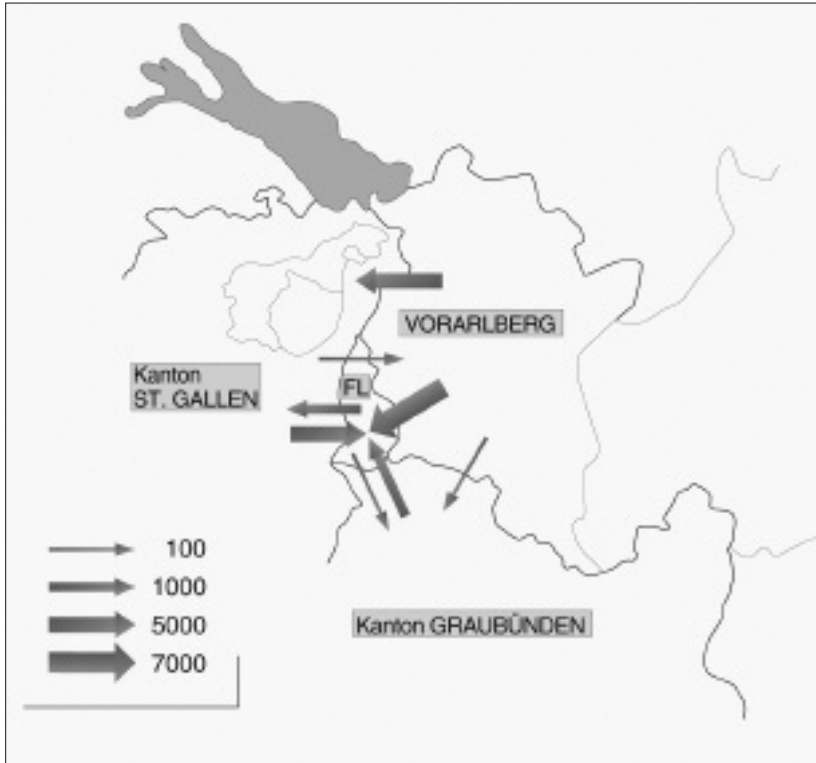 VORARLBERG
Kanton
ST. GALLEN
FL
100
1000
5000
7000
Kanton GRAUBÜNDEN